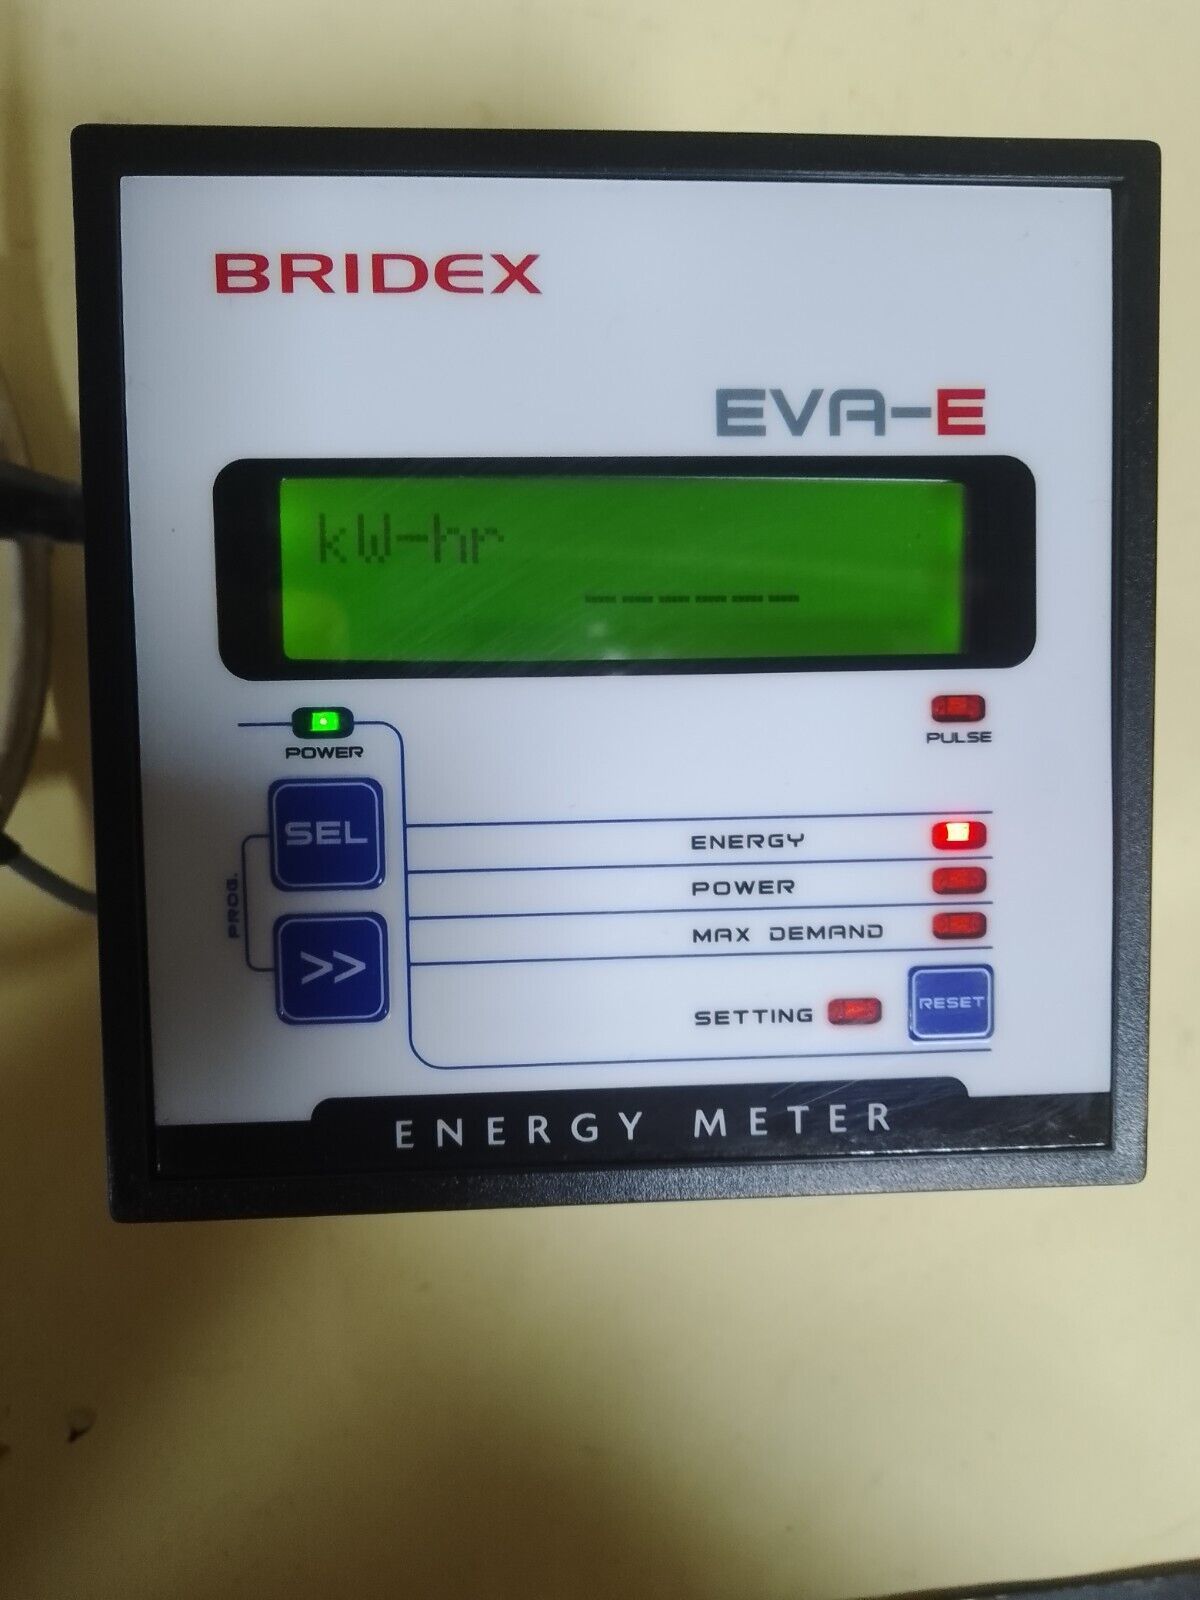 BRIDEX
EVA-E
kW-hr
------
POWER
PULSE
SEL
ENERGY
POWER
PROG.
MAX DEMAND
>>
SETTING
RESET
ENERGY METER